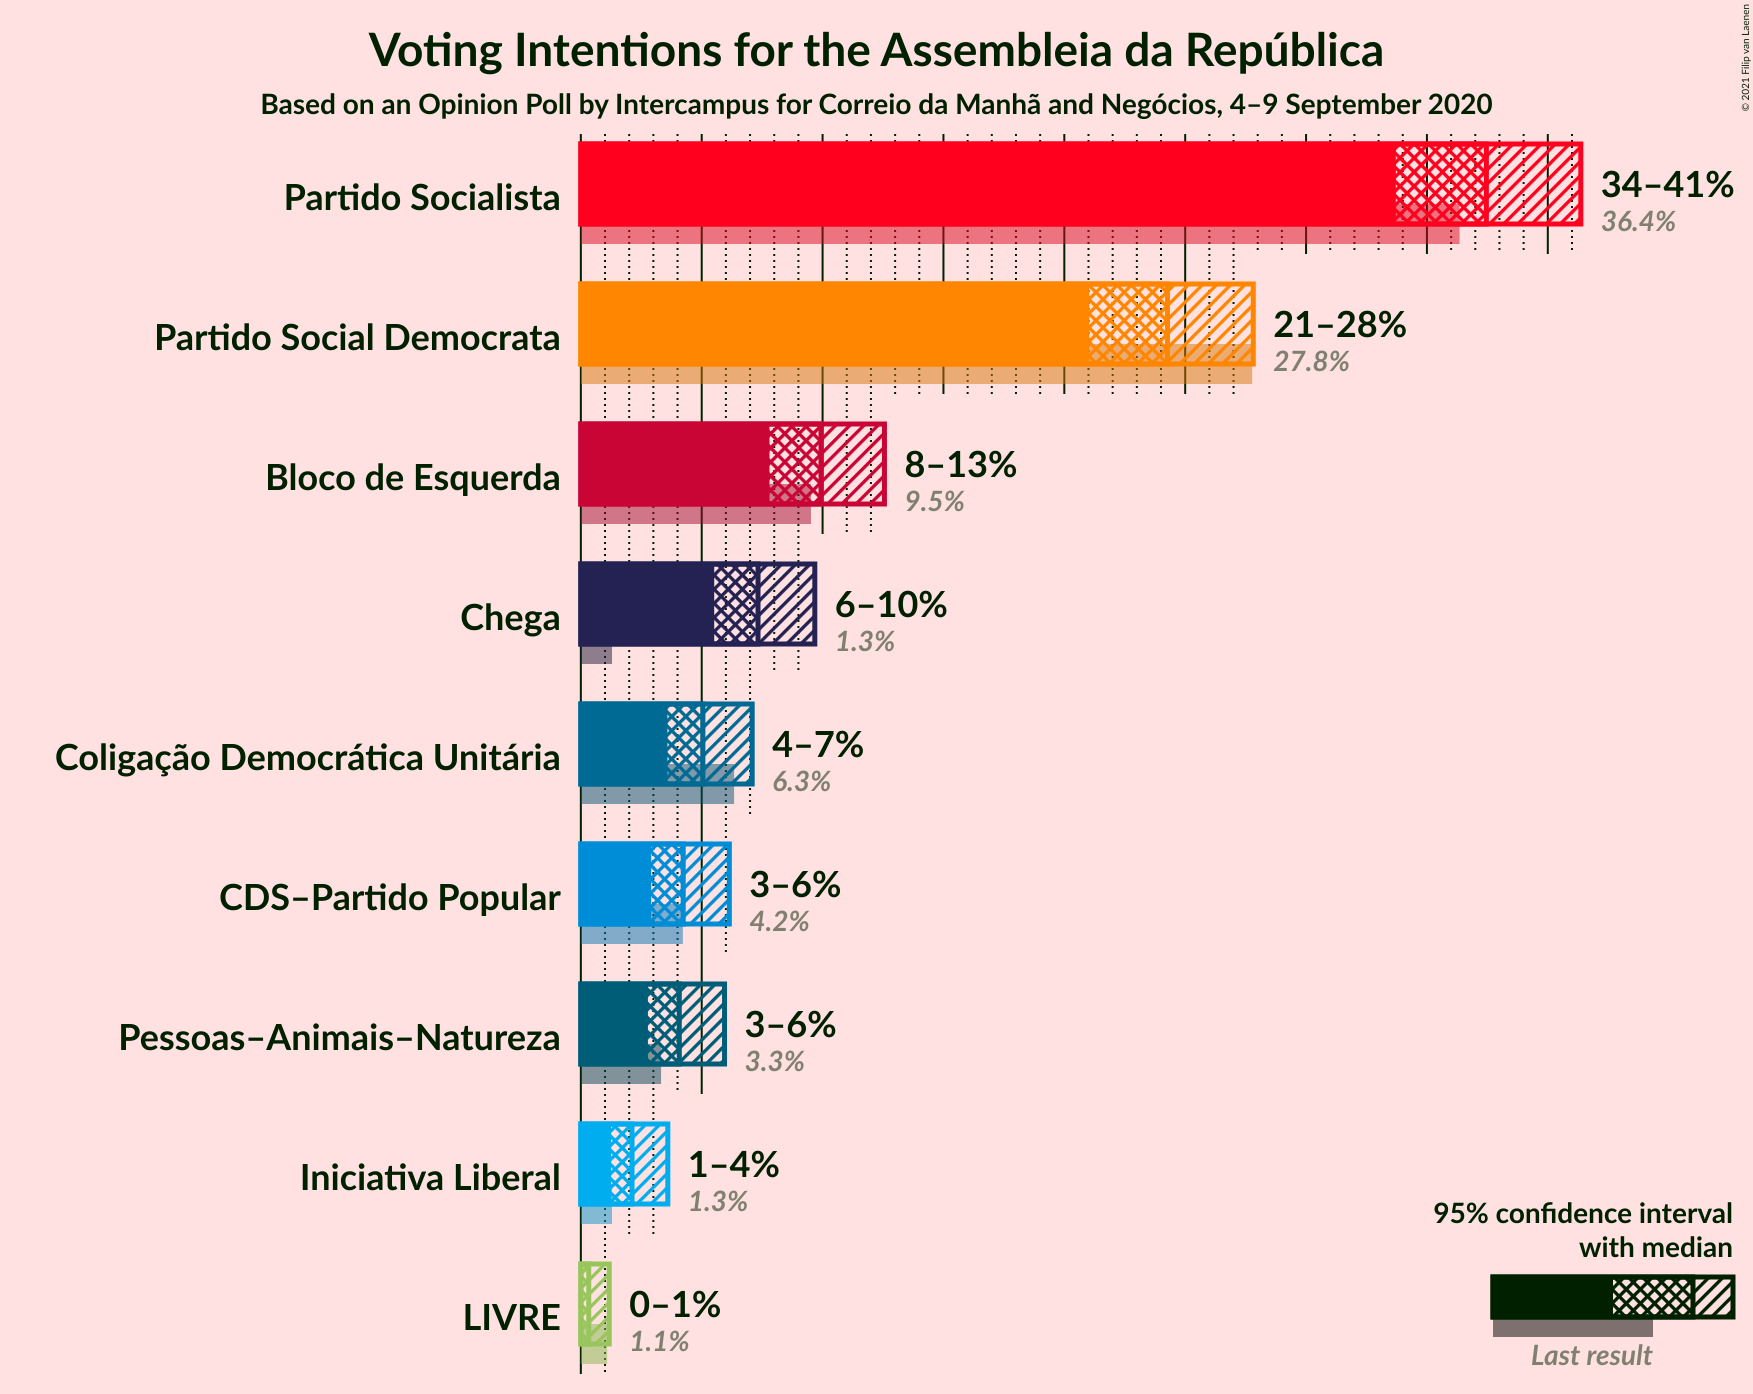 Voting Intentions for the Assembleia da República
Based on an Opinion Poll by Intercampus for Correio da Manhã and Negócios, 4–9 September 2020
© 2021 Filip van Laenen
Partido Socialista
34–41%
36.4%
Partido Social Democrata
21–28%
27.8%
Bloco de Esquerda
8–13%
9.5%
Chega
6–10%
1.3%
Coligação Democrática Unitária
4–7%
6.3%
CDS–Partido Popular
3–6%
4.2%
Pessoas–Animais–Natureza
3–6%
3.3%
Iniciativa Liberal
1–4%
1.3%
LIVRE
0–1%
1.1%
95% confidence interval
with median
Last result